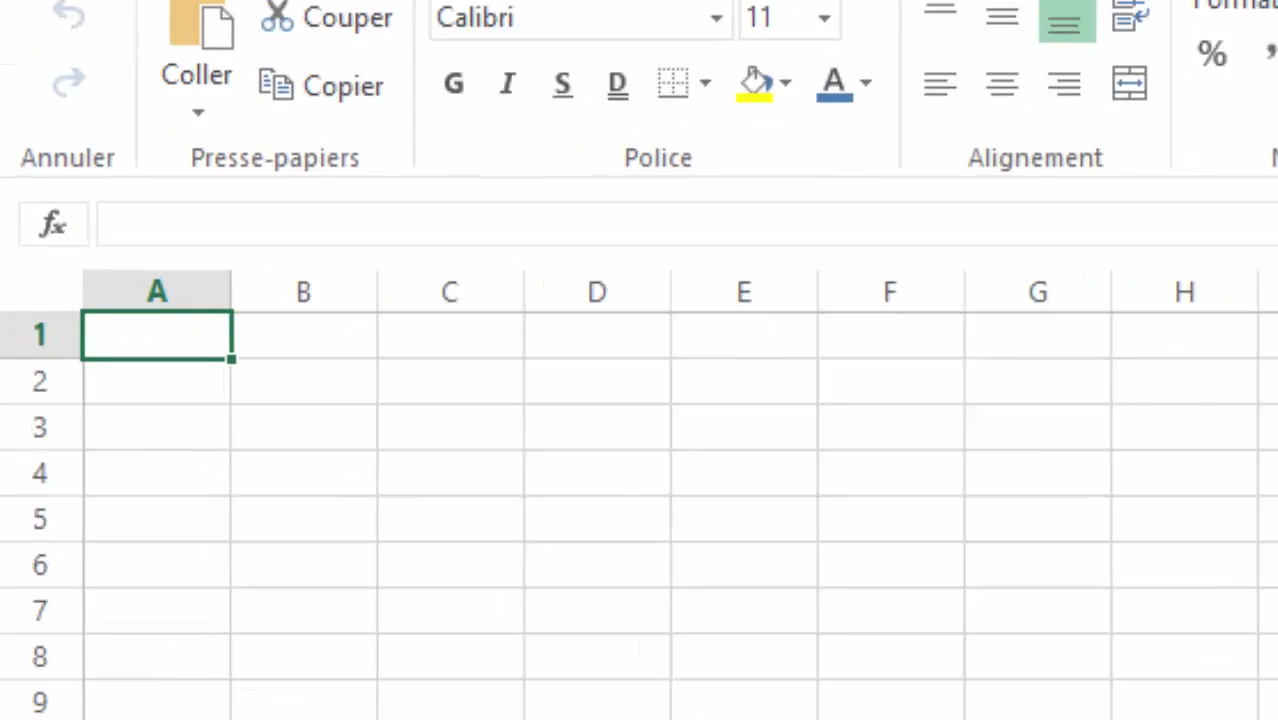 Couper
Calibri
11
Coller
Copier
G I S D
A
%
Annuler
Presse-papiers
Police
Alignement
fx
A B C D E F G H
1
2
3
4
5
6
7
8
9